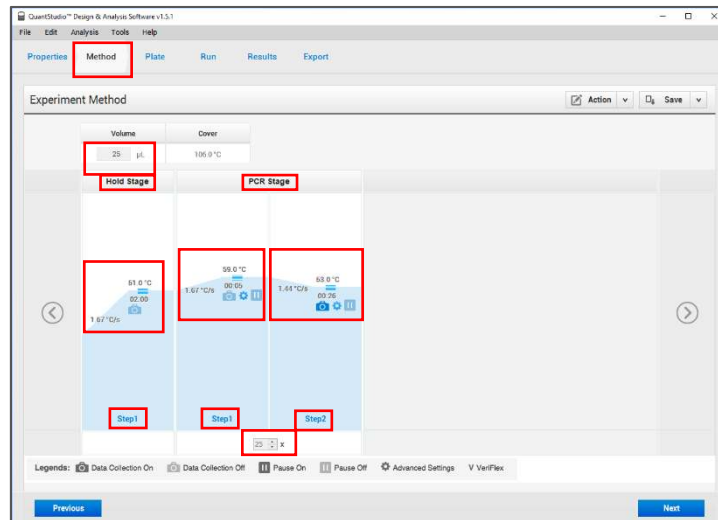 QuantStudio™ Design & Analysis Software v1.5.1
File Edit Analysis Tools Help
Properties Method Plate Run Results Export
Experiment Method
Action
Save
Volume Cover
25 µL 106.0 °C
Hold Stage PCR Stage
59.0 °C
61.0 °C 1.67 °C/s 00:05 1.44 °C/s 63.0 °C
02:00 00:26
1.67 °C/s
Step1 Step1 Step2
25 x
Legends: Data Collection On Data Collection Off Pause On Pause Off Advanced Settings V VeriFlex
Previous Next